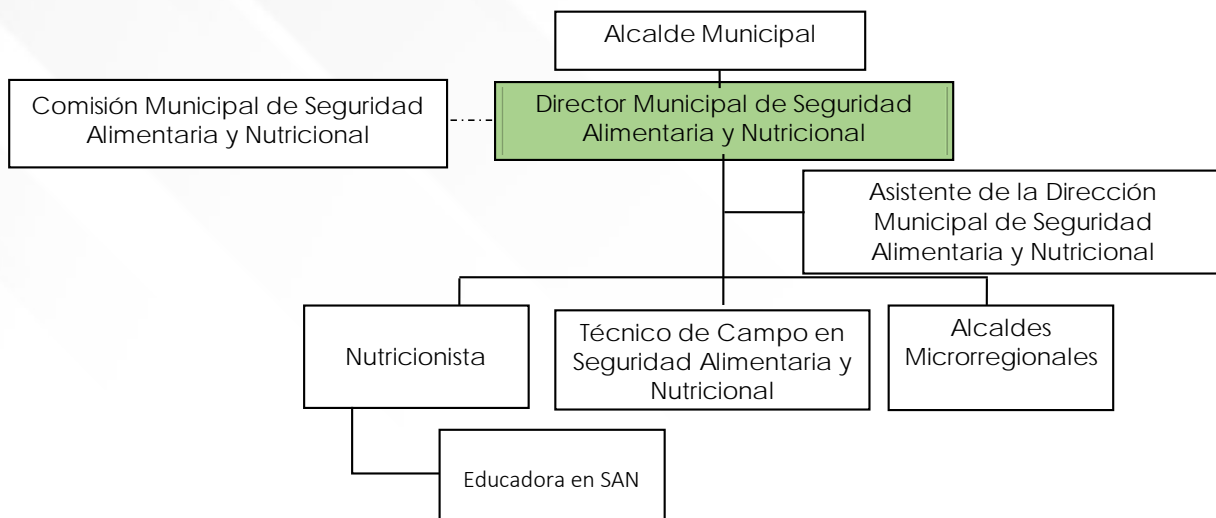 Alcalde Municipal
Comisión Municipal de Seguridad
Alimentaria y Nutricional
Director Municipal de Seguridad
Alimentaria y Nutricional
Asistente de la Dirección
Municipal de Seguridad
Alimentaria y Nutricional
Nutricionista
Técnico de Campo en
Seguridad Alimentaria y
Nutricional
Alcaldes
Microrregionales
Educadora en SAN